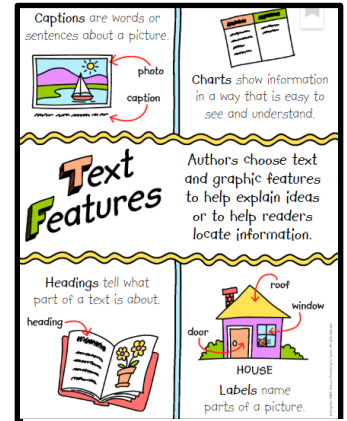 Captions are words or
sentences about a picture.
photo
caption
Charts show information
in a way that is easy to
see and understand.
Text
Features
Authors choose text
and graphic features
to help explain ideas
or to help readers
locate information.
Headings tell what
part of a text is about.
heading
roof
window
door
HOUSE
Labels name
parts of a picture.